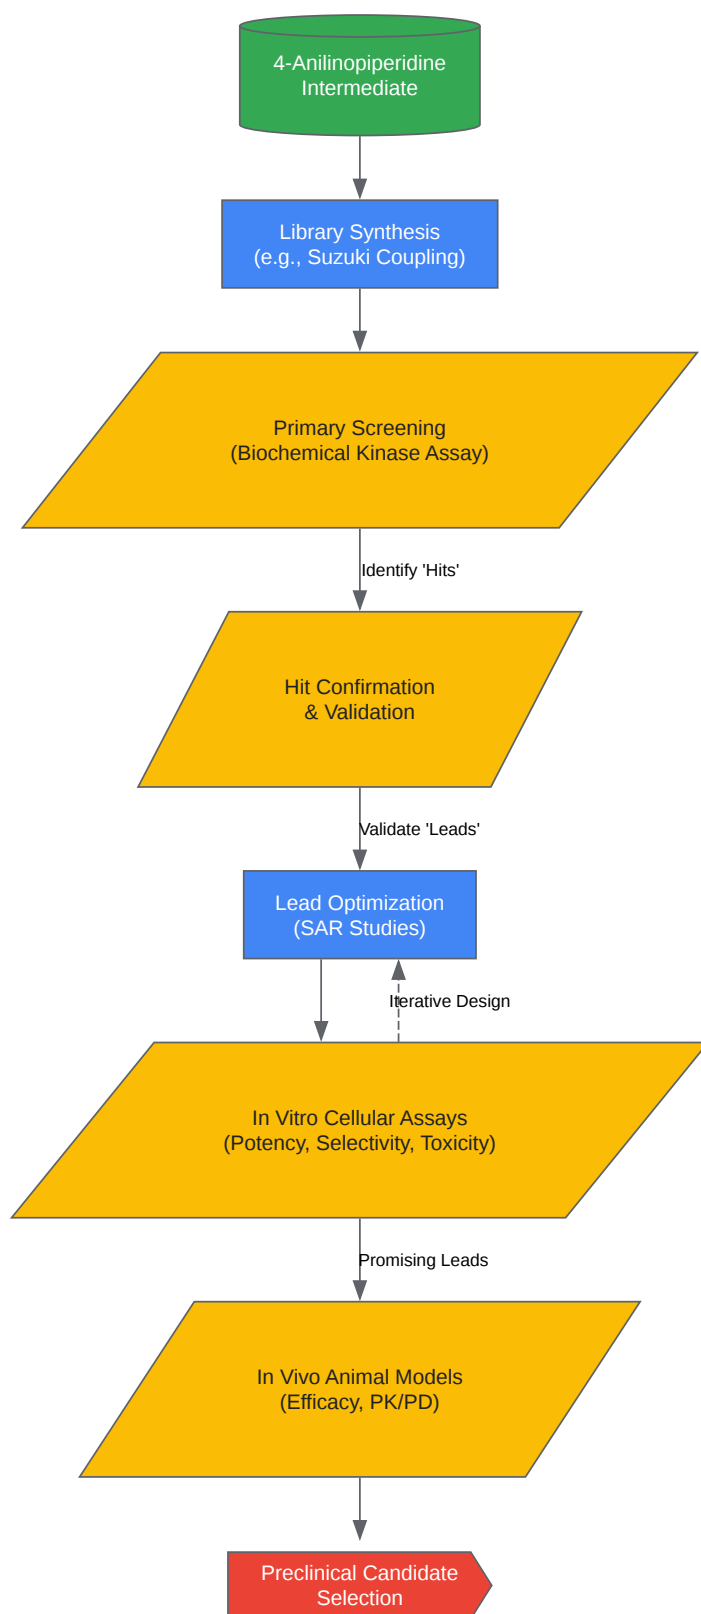 4-Anilinopiperidine
Intermediate
Library Synthesis
(e.g., Suzuki Coupling)
Primary Screening
(Biochemical Kinase Assay)
Identify 'Hits'
Hit Confirmation
& Validation
Validate 'Leads'
Lead Optimization
(SAR Studies)
Iterative Design
In Vitro Cellular Assays
(Potency, Selectivity, Toxicity)
Promising Leads
In Vivo Animal Models
(Efficacy, PK/PD)
Preclinical Candidate
Selection